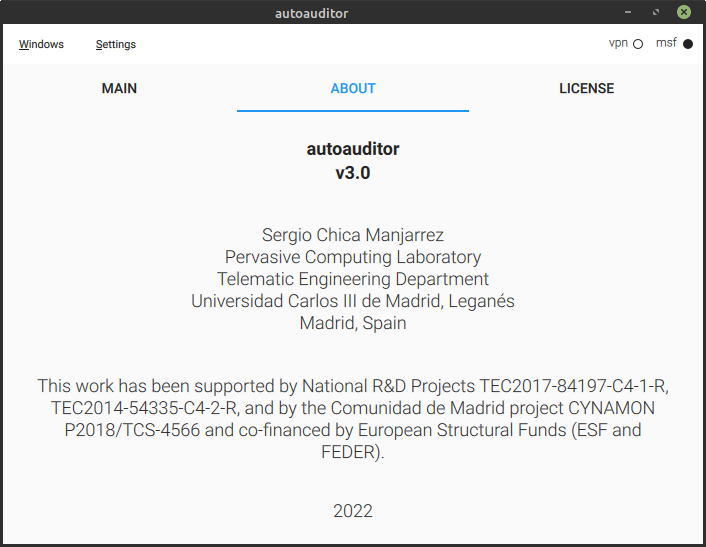 autoauditor
Windows Settings vpn msf
MAIN ABOUT LICENSE
autoauditor
v3.0
Sergio Chica Manjarrez
Pervasive Computing Laboratory
Telematic Engineering Department
Universidad Carlos III de Madrid, Leganés
Madrid, Spain
This work has been supported by National R&D Projects TEC2017-84197-C4-1-R,
TEC2014-54335-C4-2-R, and by the Comunidad de Madrid project CYNAMON
P2018/TCS-4566 and co-financed by European Structural Funds (ESF and
FEDER).
2022